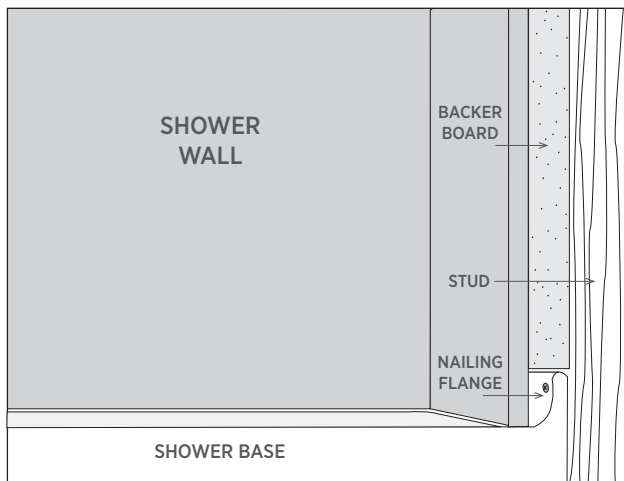 SHOWER
WALL
BACKER
BOARD
STUD
NAILING
FLANGE
SHOWER BASE